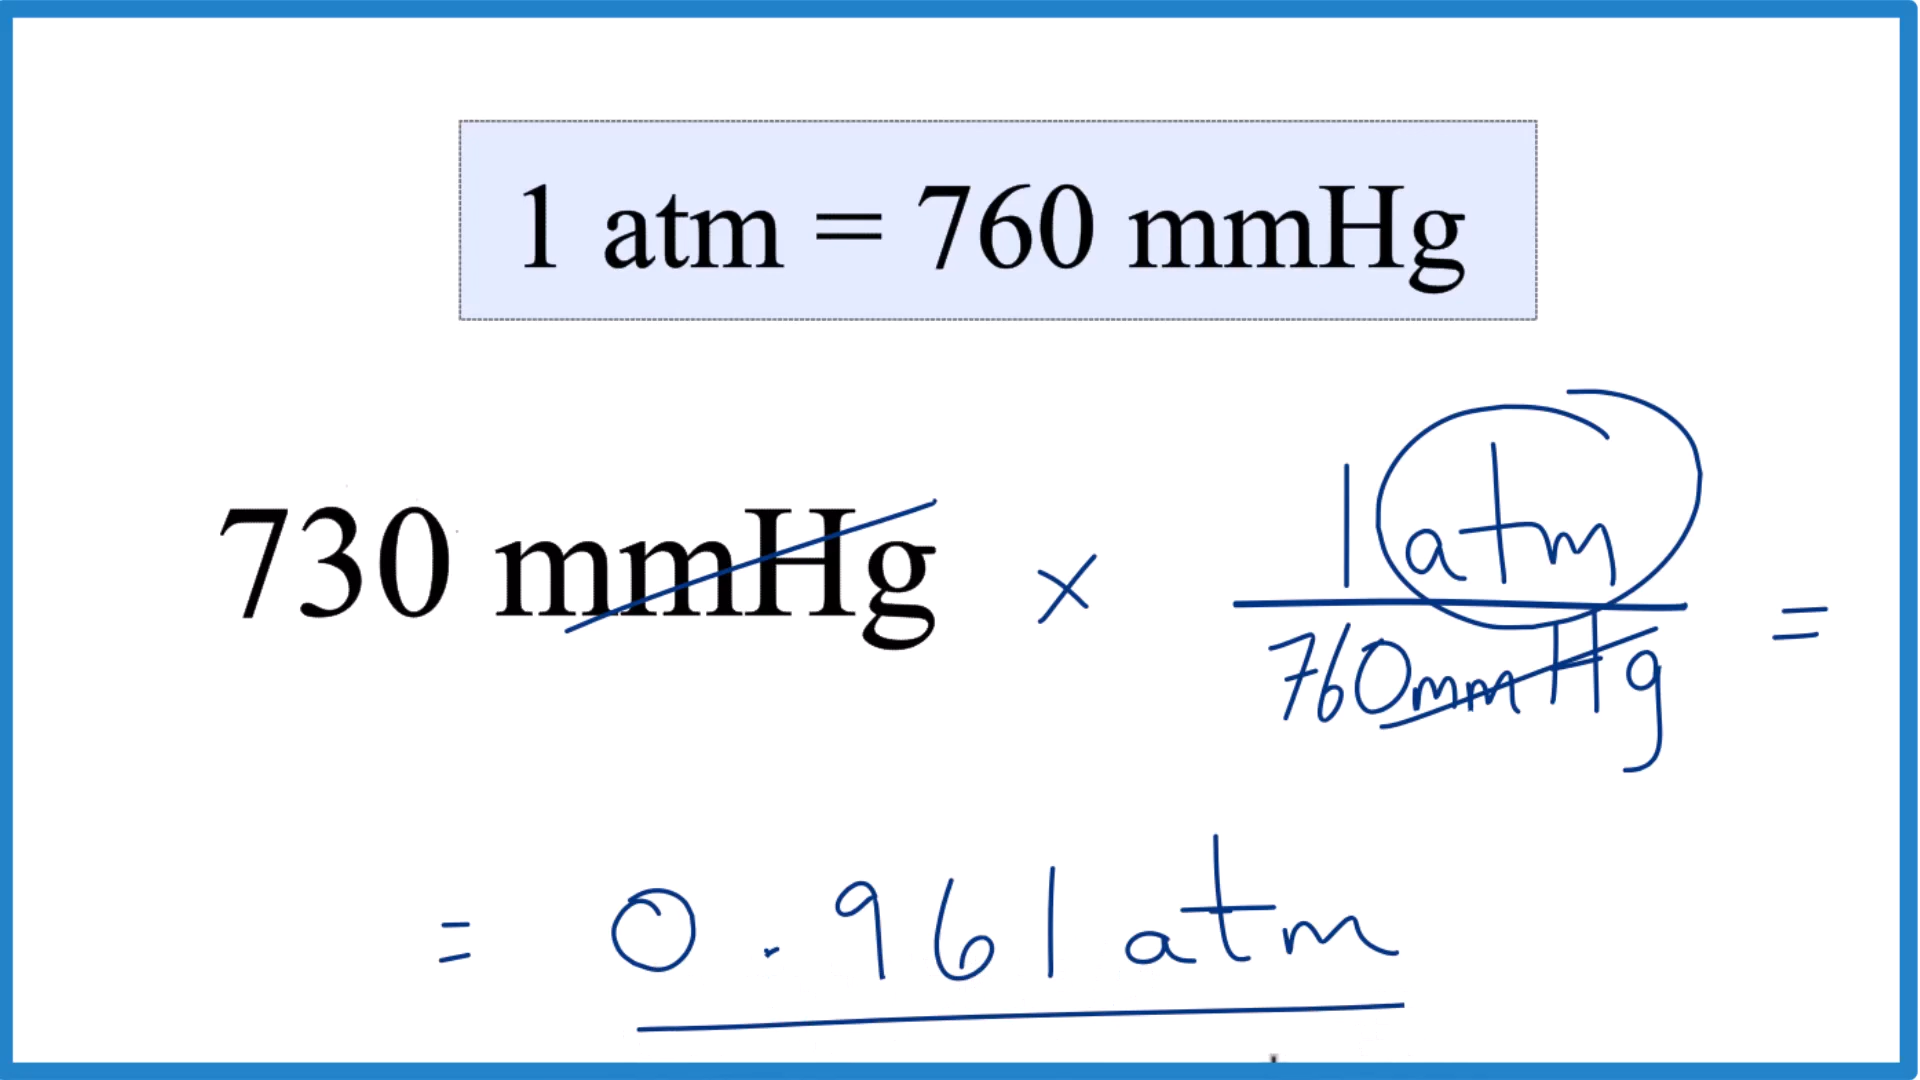 1 atm = 760 mmHg
730 mmHg × 1 atm / 760 mmHg =
= 0.961 atm